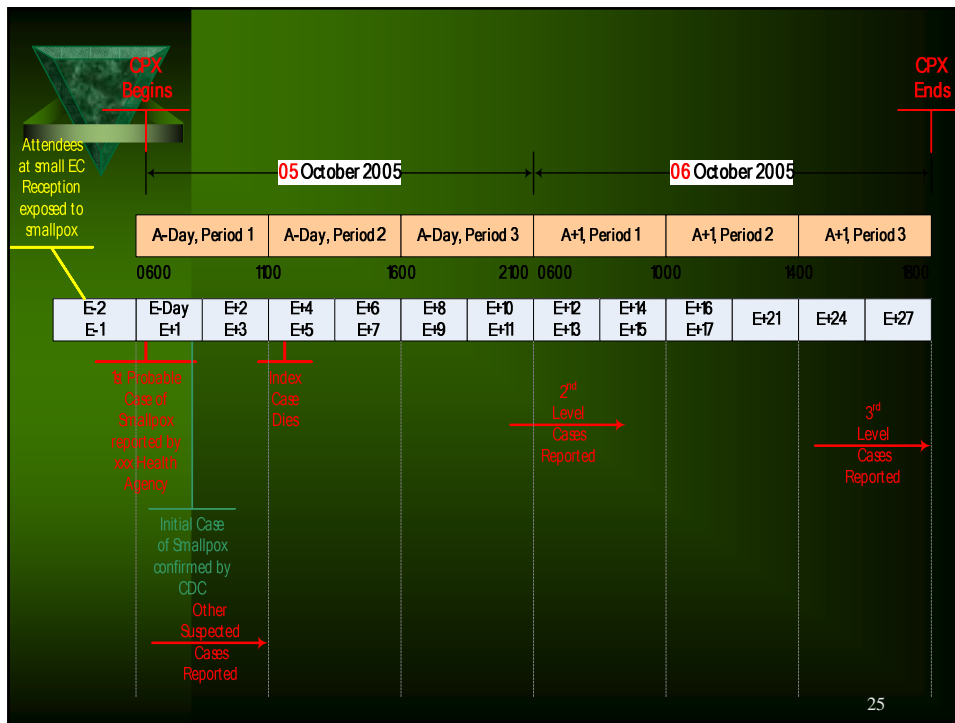 CPX
Begins
CPX
Ends
Attendees
at small EC
Reception
exposed to
smallpox
05 October 2005
06 October 2005
A-Day, Period 1
A-Day, Period 2
A-Day, Period 3
A+1, Period 1
A+1, Period 2
A+1, Period 3
0600
1100
1600
2100
0600
1000
1400
1800
E-2
E-1
E-Day
E+1
E+2
E+3
E+4
E+5
E+6
E+7
E+8
E+9
E+10
E+11
E+12
E+13
E+14
E+15
E+16
E+17
E+21
E+24
E+27
Probable
Case of
Smallpox
reported by
xxx Health
Agency
Index
Case
Dies
2nd
Level
Cases
Reported
3rd
Level
Cases
Reported
Initial Case
of Smallpox
confirmed by
CDC
Other
Suspected
Cases
Reported
25